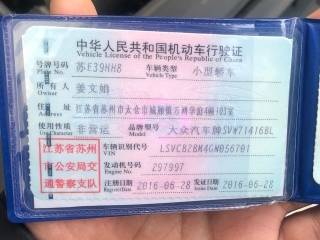 中华人民共和国机动车行驶证
Vehicle License of the People's Republic of China
号牌号码 苏E39HH8 车辆类型 小型轿车
Plate No. Vehicle Type
所有人 姜文娟
Owner
住址 江苏省苏州市太仓市城厢镇
Address
使用性质 非营运 品牌型号 大众汽车牌SVW71416BL
Use Character Model
江苏省苏州 车辆识别代号 LSVCB2BM4GN056701
VIN
市公安局交 发动机号码 297997
Engine No.
通警察支队 注册日期 2016-06-28 发证日期 2016-06-28
Register Date Issue Date